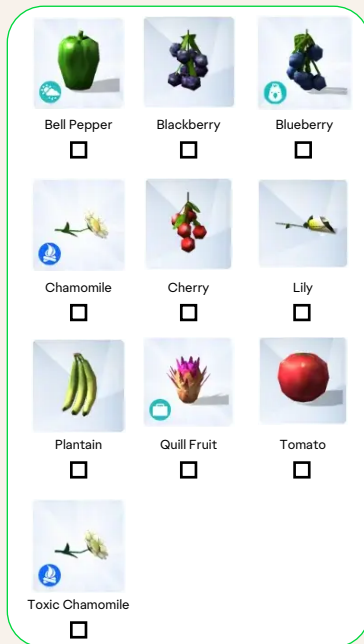 Bell Pepper
Blackberry
Blueberry
Chamomile
Cherry
Lily
Plantain
Quill Fruit
Tomato
Toxic Chamomile